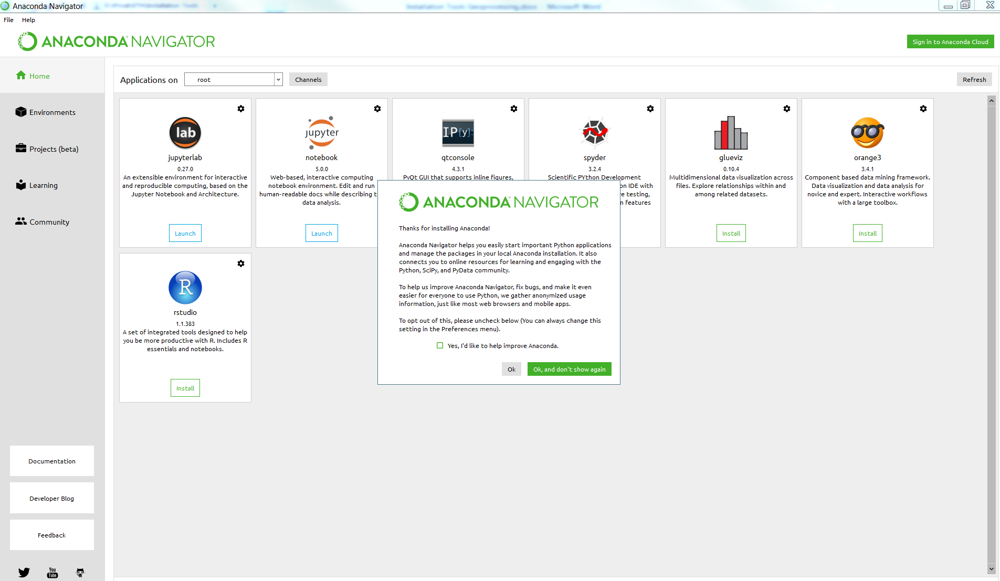 Anaconda Navigator
File Help
ANACONDA NAVIGATOR
Sign in to Anaconda Cloud
Home
Environments
Projects (beta)
Learning
Community
Documentation
Developer Blog
Feedback
You
Tube
Applications on root Channels Refresh
lab
jupyterlab
0.27.0
An extensible environment for interactive
and reproducible computing, based on the
Jupyter Notebook and Architecture.
Launch
jupyter
notebook
5.0.0
Web-based, interactive computing
notebook environment. Edit and run
human-readable docs while describing
data analysis.
Launch
IP[y]:
qtconsole
4.3.1
PyQt GUI that supports inline figures,
spyder
3.2.4
Scientific PYthon Development
IDE with
testing,
features
glueviz
0.10.4
Multidimensional data visualization across
files. Explore relationships within and
among related datasets.
Install
orange3
3.4.1
Component based data mining framework.
Data visualization and data analysis for
novice and expert. Interactive workflows
with a large toolbox.
Install
R
rstudio
1.1.383
A set of integrated tools designed to help
you be more productive with R. Includes R
essentials and notebooks.
Install
ANACONDA NAVIGATOR
Thanks for installing Anaconda!
Anaconda Navigator helps you easily start important Python applications
and manage the packages in your local Anaconda installation. It also
connects you to online resources for learning and engaging with the
Python, SciPy, and PyData community.
To help us improve Anaconda Navigator, fix bugs, and make it even
easier for everyone to use Python, we gather anonymized usage
information, just like most web browsers and mobile apps.
To opt out of this, please uncheck below (You can always change this
setting in the Preferences menu).
Yes, I'd like to help improve Anaconda.
Ok
Ok, and don't show again